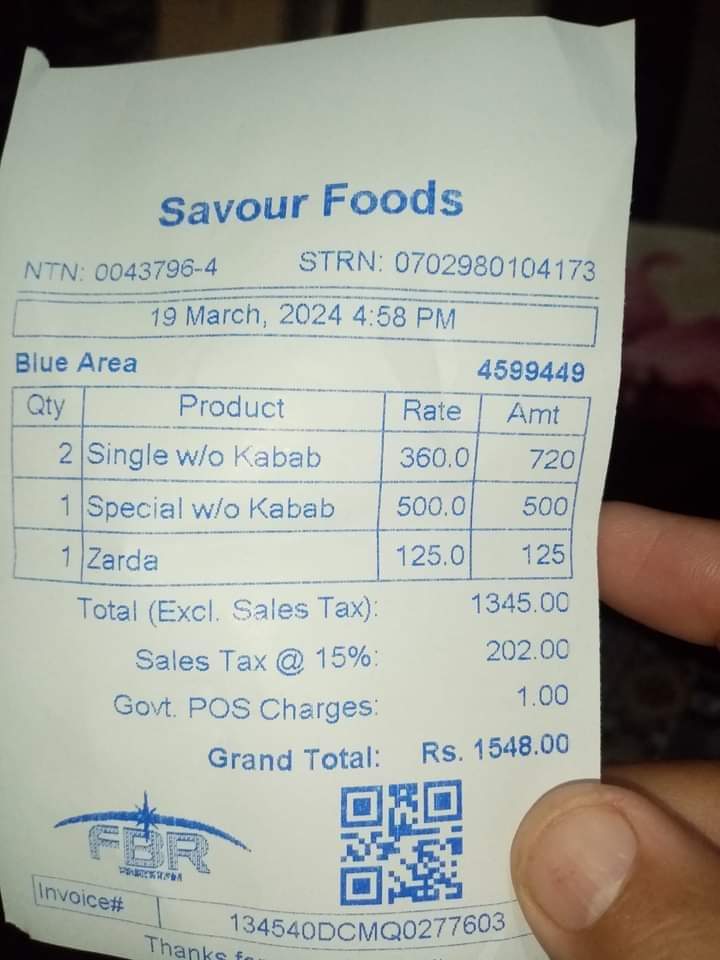 Savour Foods
NTN: 0043796-4 STRN: 0702980104173
19 March, 2024 4:58 PM
Blue Area 4599449
Qty Product Rate Amt
2 Single w/o Kabab 360.0 720
1 Special w/o Kabab 500.0 500
1 Zarda 125.0 125
Total (Excl. Sales Tax): 1345.00
Sales Tax @ 15%: 202.00
Govt. POS Charges: 1.00
Grand Total: Rs. 1548.00
FBR
Invoice# 134540DCMQ0277603
Thanks